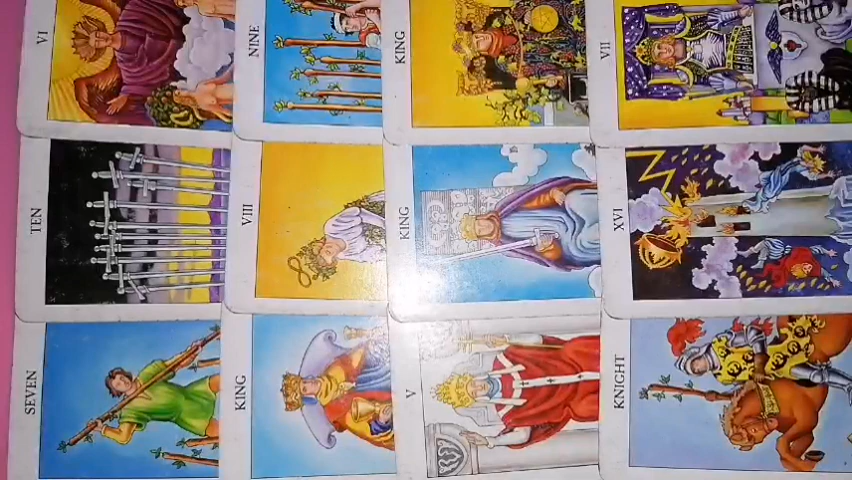 VI
NINE
KING
VII
TEN
VIII
KING
XVI
SEVEN
KING
V
KNIGHT